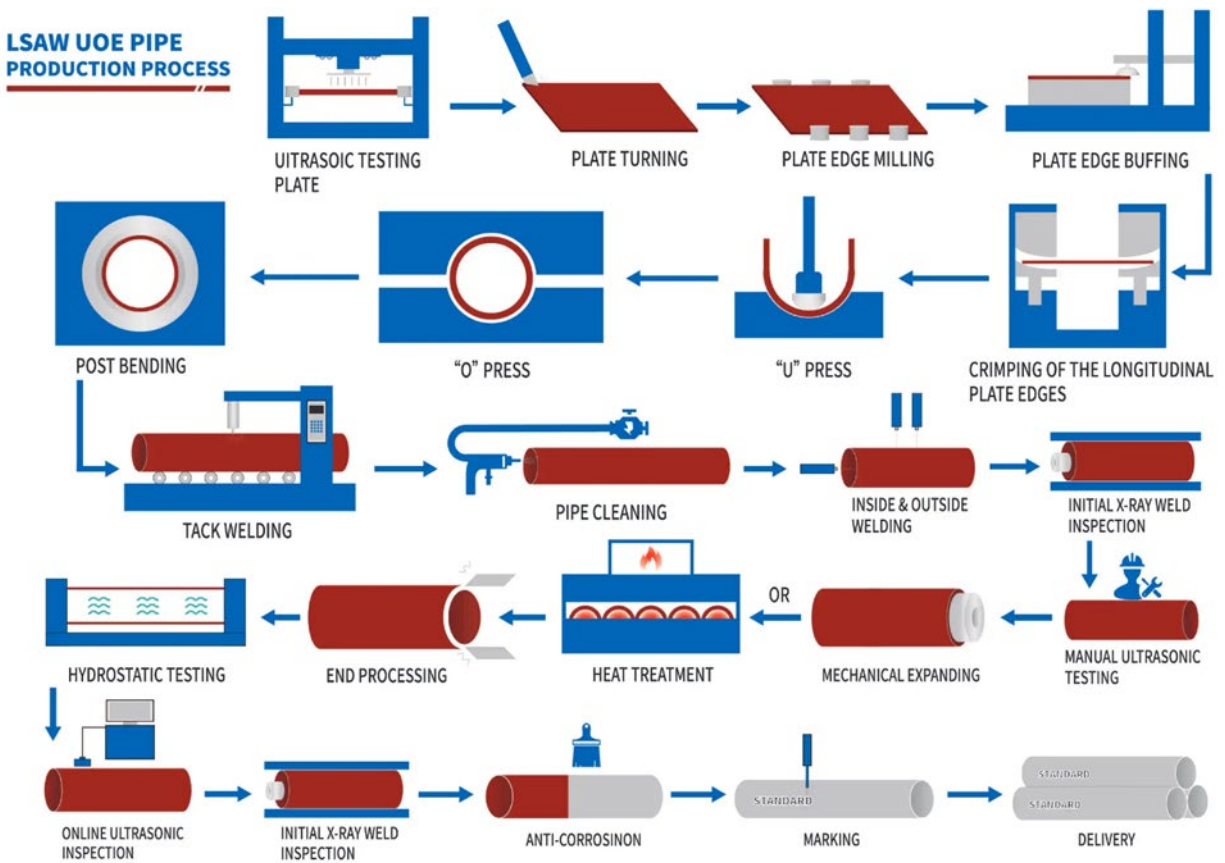 LSAW UOE PIPE
PRODUCTION PROCESS
UITRASOIC TESTING
PLATE
PLATE TURNING
PLATE EDGE MILLING
PLATE EDGE BUFFING
POST BENDING
“O” PRESS
“U” PRESS
CRIMPING OF THE LONGITUDINAL
PLATE EDGES
TACK WELDING
PIPE CLEANING
INSIDE & OUTSIDE
WELDING
INITIAL X-RAY WELD
INSPECTION
HYDROSTATIC TESTING
END PROCESSING
HEAT TREATMENT
OR
MECHANICAL EXPANDING
MANUAL ULTRASONIC
TESTING
ONLINE ULTRASONIC
INSPECTION
INITIAL X-RAY WELD
INSPECTION
ANTI-CORROSINON
STANDARD
MARKING
STANDARD
STANDARD
DELIVERY